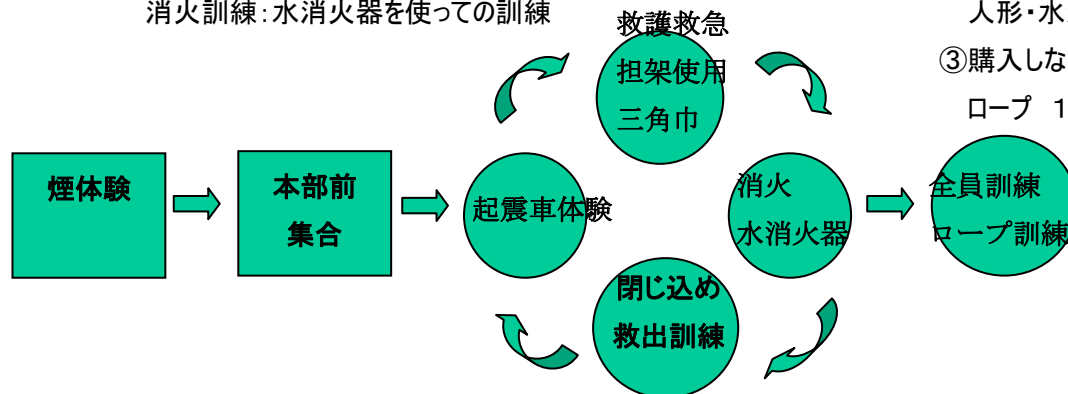 消火訓練：水消火器を使っての訓練
人形・水
③購入しな
ロープ 1
救護救急
担架使用
三角巾
煙体験
本部前
集合
起震車体験
消火
水消火器
閉じ込め
救出訓練
全員訓練
ロープ訓練